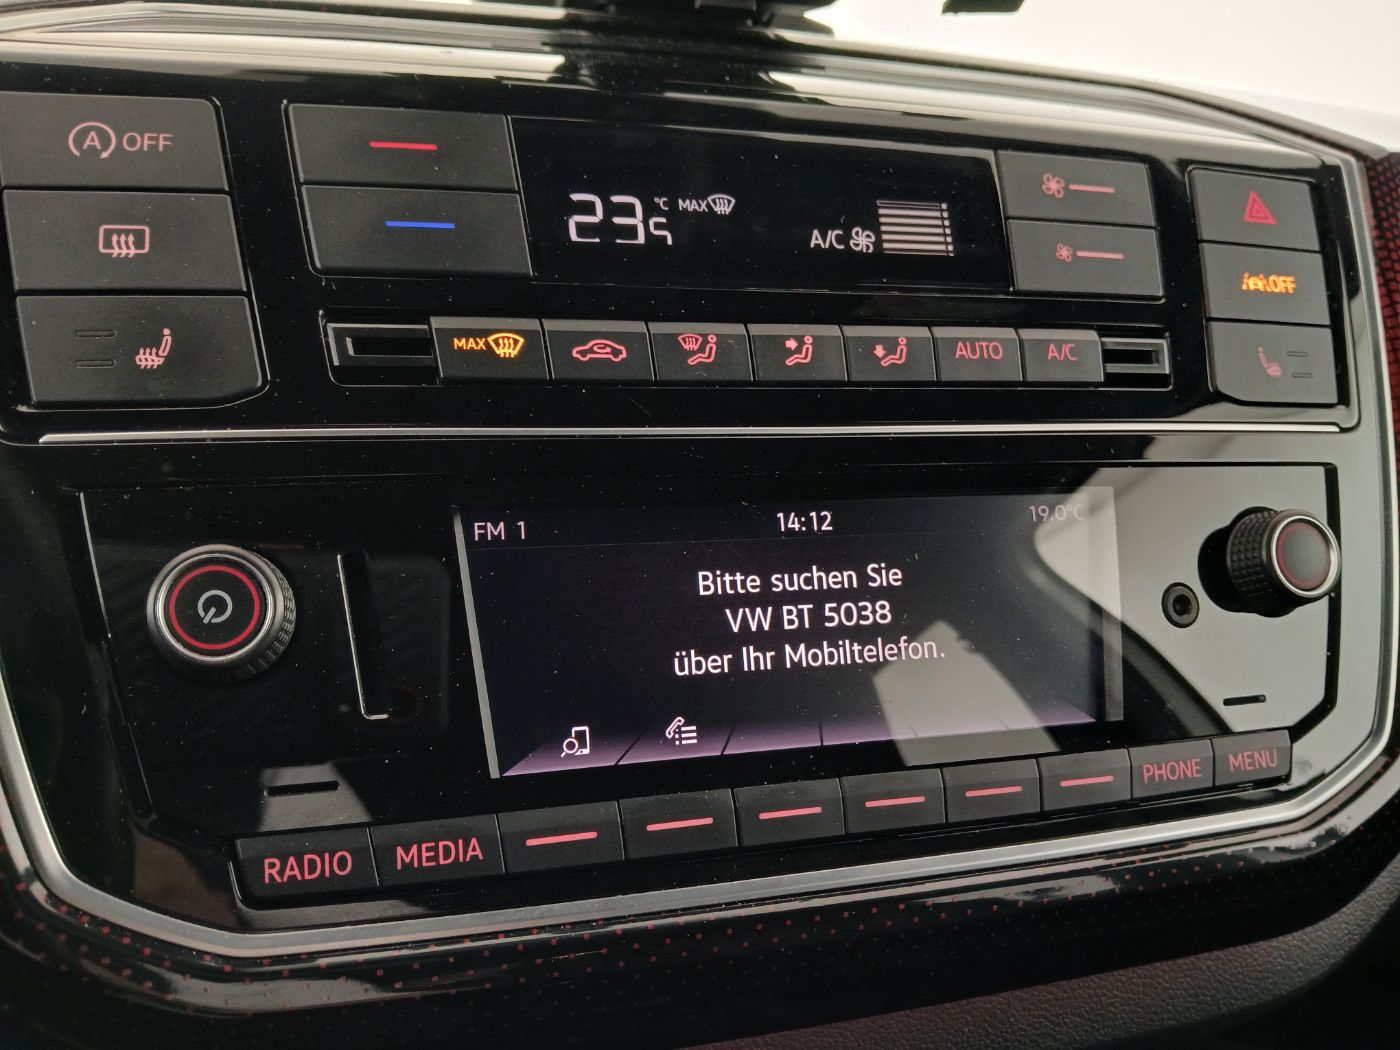 A OFF
23.5 °C MAX
A/C
MAX
AUTO
A/C
OFF
FM 1 14:12 19.0°C
Bitte suchen Sie
VW BT 5038
über Ihr Mobiltelefon.
RADIO
MEDIA
PHONE
MENU